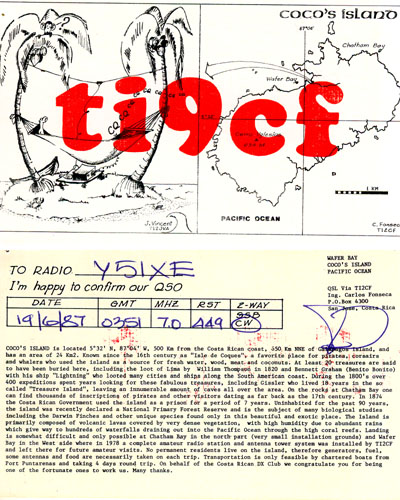 COCO'S ISLAND
87°04'
Chatham Bay
Wafer Bay
ti9cf
1 KM
PACIFIC OCEAN
J. Vincent
TI2JVA
C. Fonseca
TI2CF
WAFER BAY
COCO'S ISLAND
PACIFIC OCEAN
TO RADIO Y51XE
I'm happy to confirm our QSO
QSL Via TI2CF
Ing. Carlos Fonseca
P.O.Box 4300
San José, Costa Rica
DATE GMT MHZ RST 2-WAY
19/6/87 0351 7.0 449 SSB
CW
COCO'S ISLAND is located 5°32' N, 87°04' W, 500 Km from the Costa Rican coast, 650 Km NNE of Galapagos Island, and
has an area of 24 Km2. Known since the 16th century as "Isle de Coques", a favorite place for pirates, corsairs
and whalers who used the island as a source for fresh water, wood, meat and coconuts. At least 20 treasures are said
to have been buried here, including the Loot of Lima by William Thompson in 1820 and Bennett Graham (Benito Bonito)
with his ship "Lightning" who looted many cities and ships along the South American coast. During the 1800's over
400 expeditions spent years looking for these fabulous treasures, including Gissler who lived 18 years in the so
called "Treasure Island", leaving an innumerable amount of caves all over the area. On the rocks at Chatham Bay one
can find thousands of inscriptions of pirates and other visitors dating as far back as the 17th century. In 1874
the Costa Rican Government used the island as a prison for a period of 7 years. Uninhabited for the past 90 years,
the island was recently declared a National Primary Forest Reserve and is the subject of many biological studies
including the Darwin Finches and other unique species found only in this beautiful and exotic place. The Island is
primarily composed of volcanic lavas covered by very dense vegetation, with high humidity due to abundant rains
which give way to hundreds of waterfalls draining out into the Pacific Ocean through the high coral reefs. Landing
is somewhat difficult and only possible at Chatham Bay in the north part (very small installation grounds) and Wafer
Bay in the West side where in 1978 a complete amateur radio station and antenna tower system was installed by TI2CF
and left there for future amateur visits. No permanent residents live on the island, therefore generators, fuel,
some antennas and food are necessary taken on each trip. Transportation is only feasible by chartered boats from
Port Puntarenas and taking 4 days round trip. On behalf of the Costa Rican DX Club we congratulate you for being
one of the fortunate ones to work us. Many thanks.